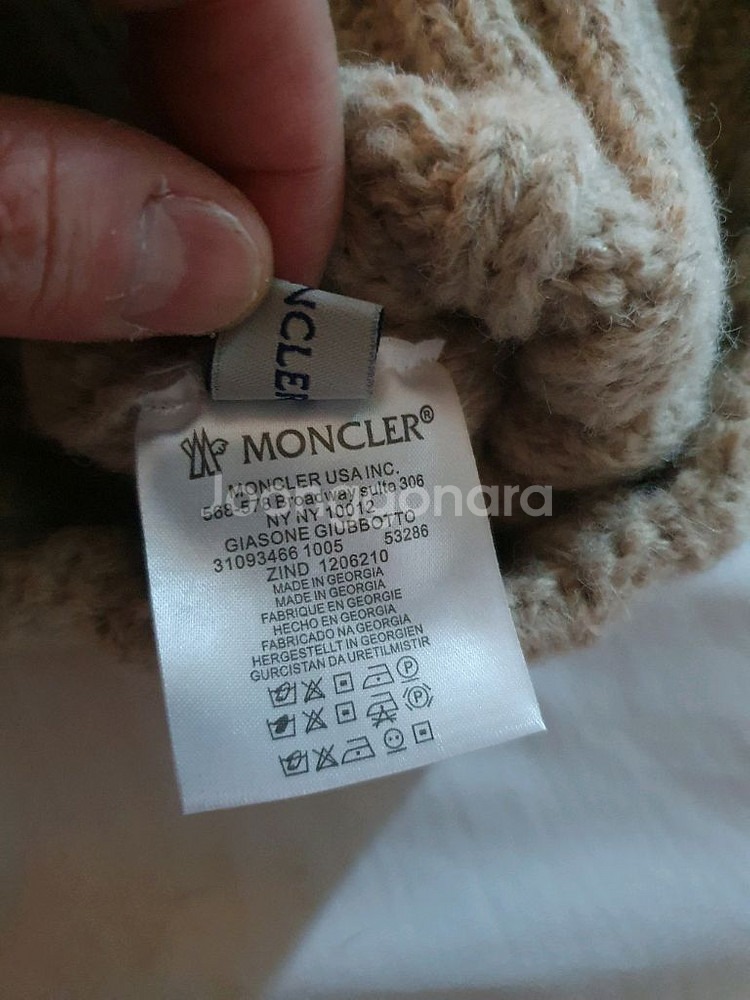 NCLER
MONCLER®
MONCLER USA INC.
568-578 Broadway suite 306
NY NY 10012
GIASONE GIUBBOTTO
31093466 1005 53286
ZIND 1206210
MADE IN GEORGIA
MADE IN GEORGIA
FABRIQUE EN GEORGIE
HECHO EN GEORGIA
FABRICADO NA GEORGIA
HERGESTELLT IN GEORGIEN
GURCISTAN DA URETILMISTIR
P
P